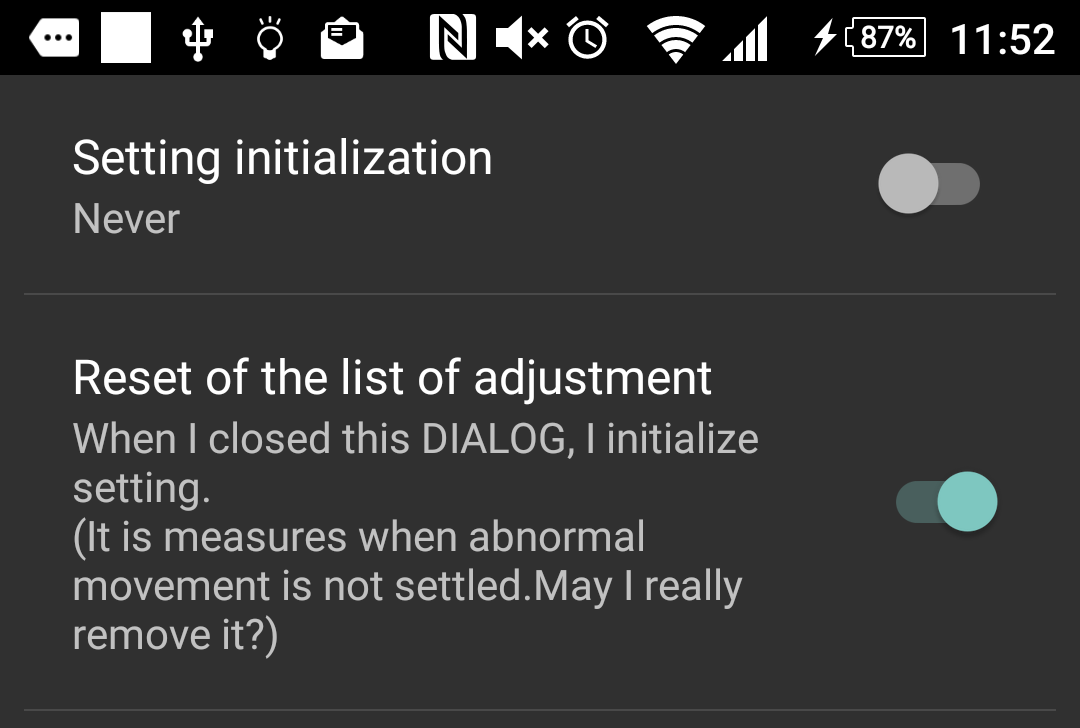 87% 11:52
Setting initialization
Never
Reset of the list of adjustment
When I closed this DIALOG, I initialize
setting.
(It is measures when abnormal
movement is not settled.May I really
remove it?)